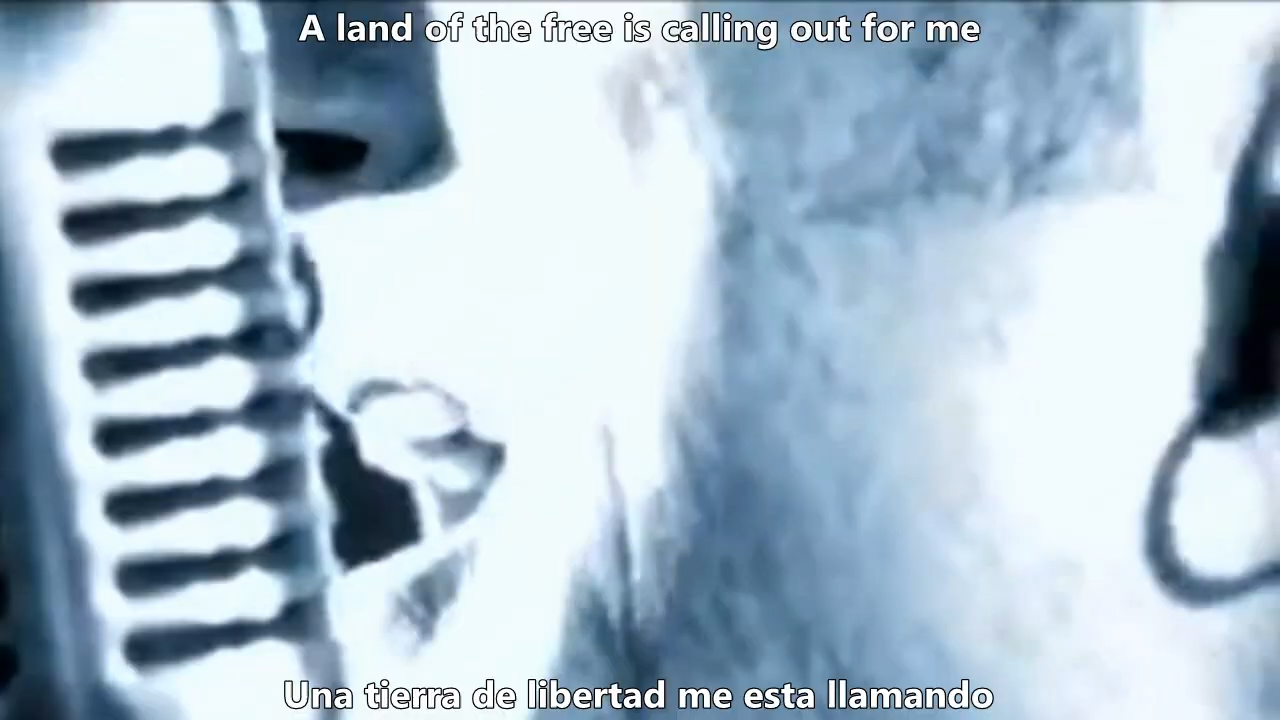 A land of the free is calling out for me
Una tierra de libertad me esta llamando